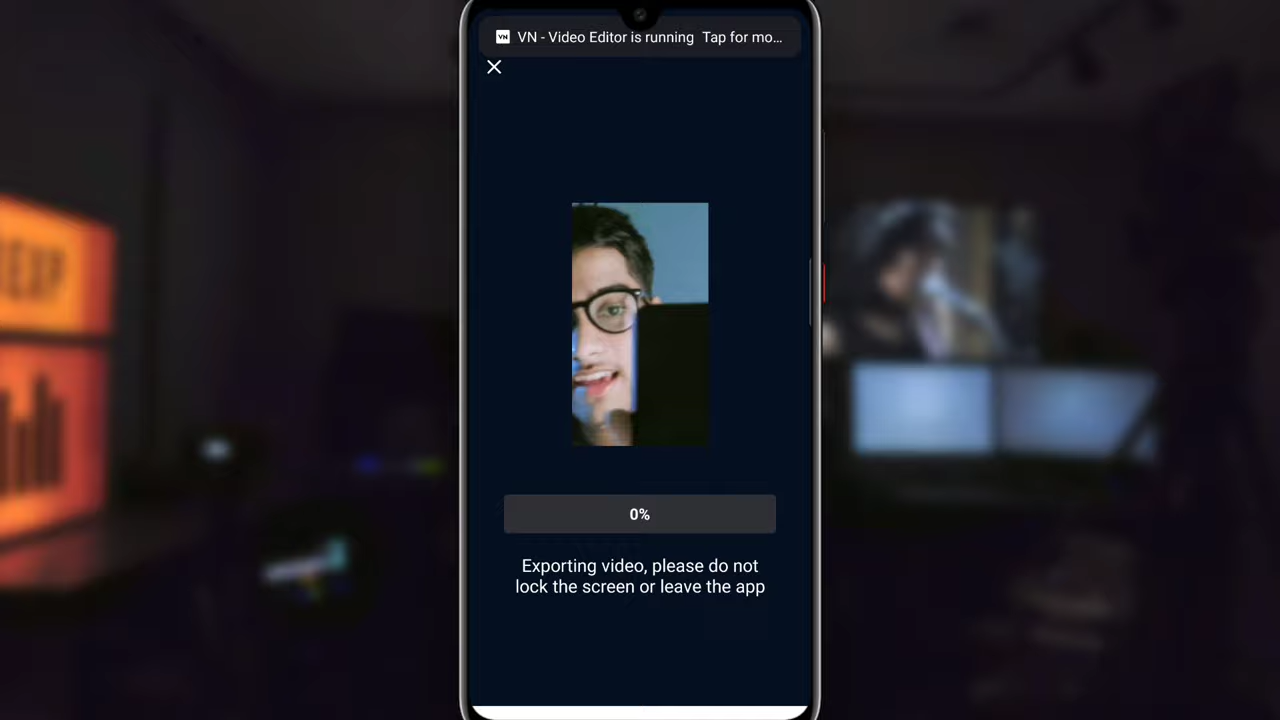 VN VN - Video Editor is running Tap for mo...
0%
Exporting video, please do not
lock the screen or leave the app